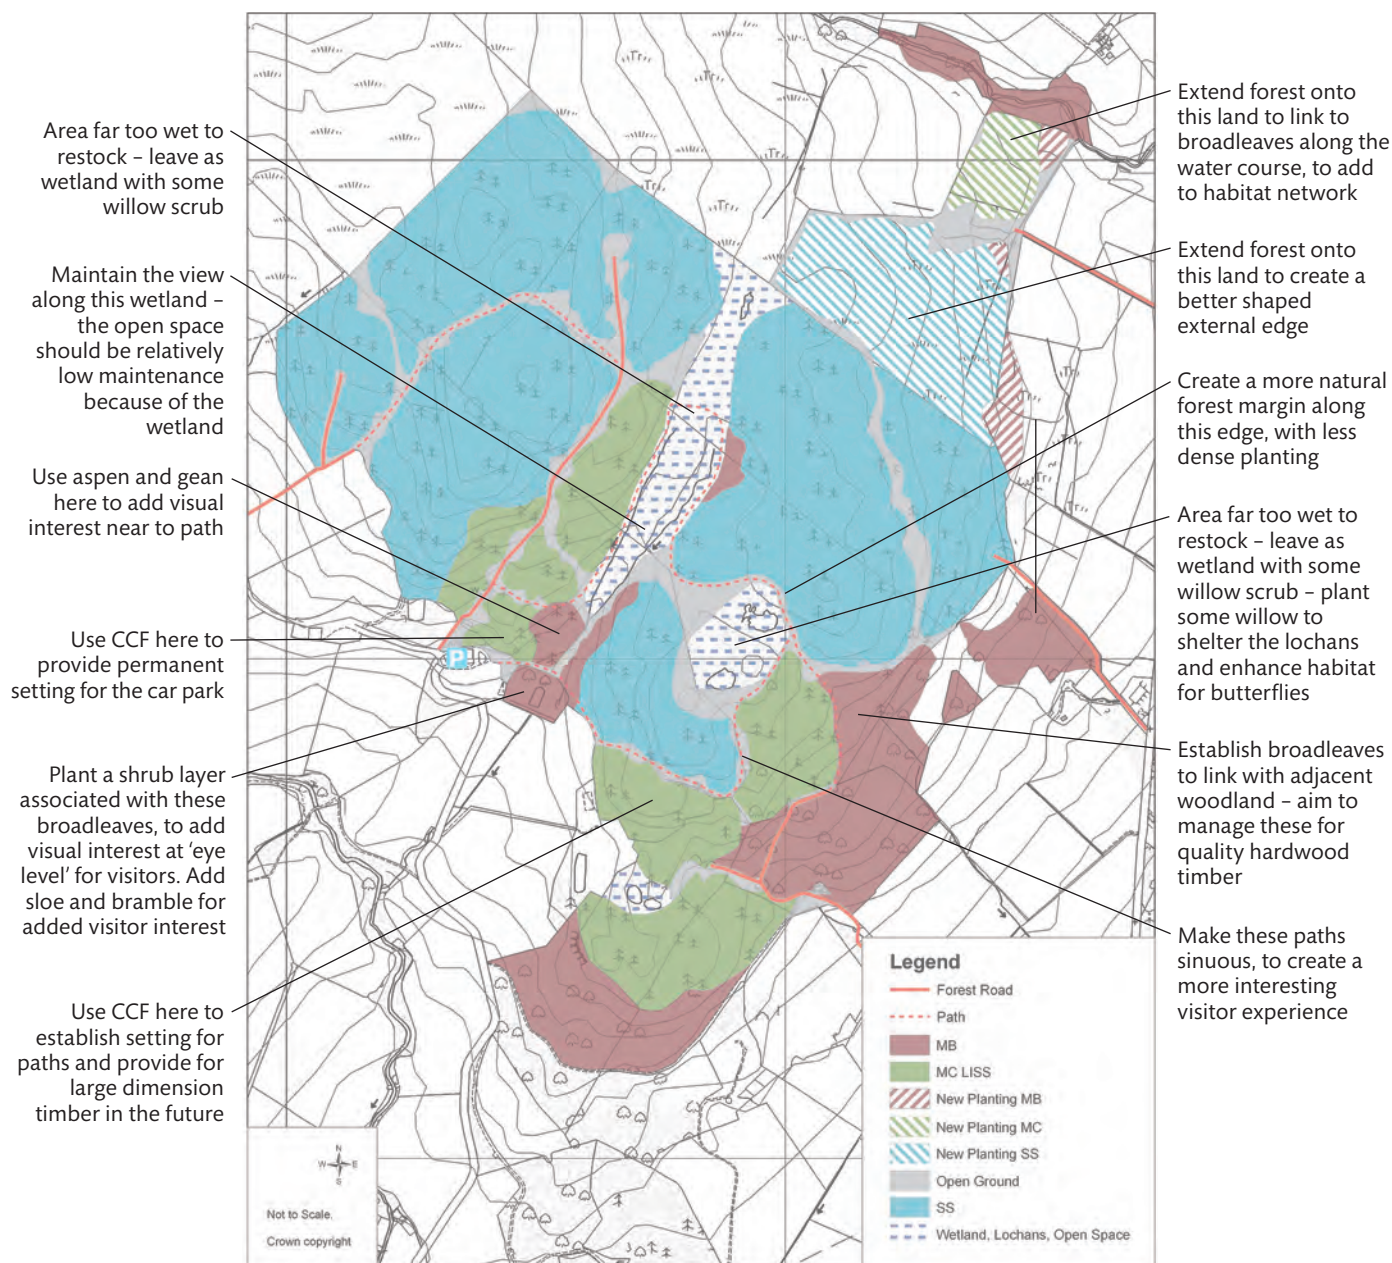 Area far too wet to
restock – leave as
wetland with some
willow scrub
Maintain the view
along this wetland –
the open space
should be relatively
low maintenance
because of the
wetland
Use aspen and gean
here to add visual
interest near to path
Use CCF here to
provide permanent
setting for the car park
Plant a shrub layer
associated with these
broadleaves, to add
visual interest at ‘eye
level’ for visitors. Add
sloe and bramble for
added visitor interest
Use CCF here to
establish setting for
paths and provide for
large dimension
timber in the future
P
Extend forest onto
this land to link to
broadleaves along the
water course, to add
to habitat network
Extend forest onto
this land to create a
better shaped
external edge
Create a more natural
forest margin along
this edge, with less
dense planting
Area far too wet to
restock – leave as
wetland with some
willow scrub – plant
some willow to
shelter the lochans
and enhance habitat
for butterflies
Establish broadleaves
to link with adjacent
woodland – aim to
manage these for
quality hardwood
timber
Make these paths
sinuous, to create a
more interesting
visitor experience
Legend
Forest Road
Path
MB
MC LISS
New Planting MB
New Planting MC
New Planting SS
Open Ground
SS
Wetland, Lochans, Open Space
N
W E
S
Not to Scale.
Crown copyright